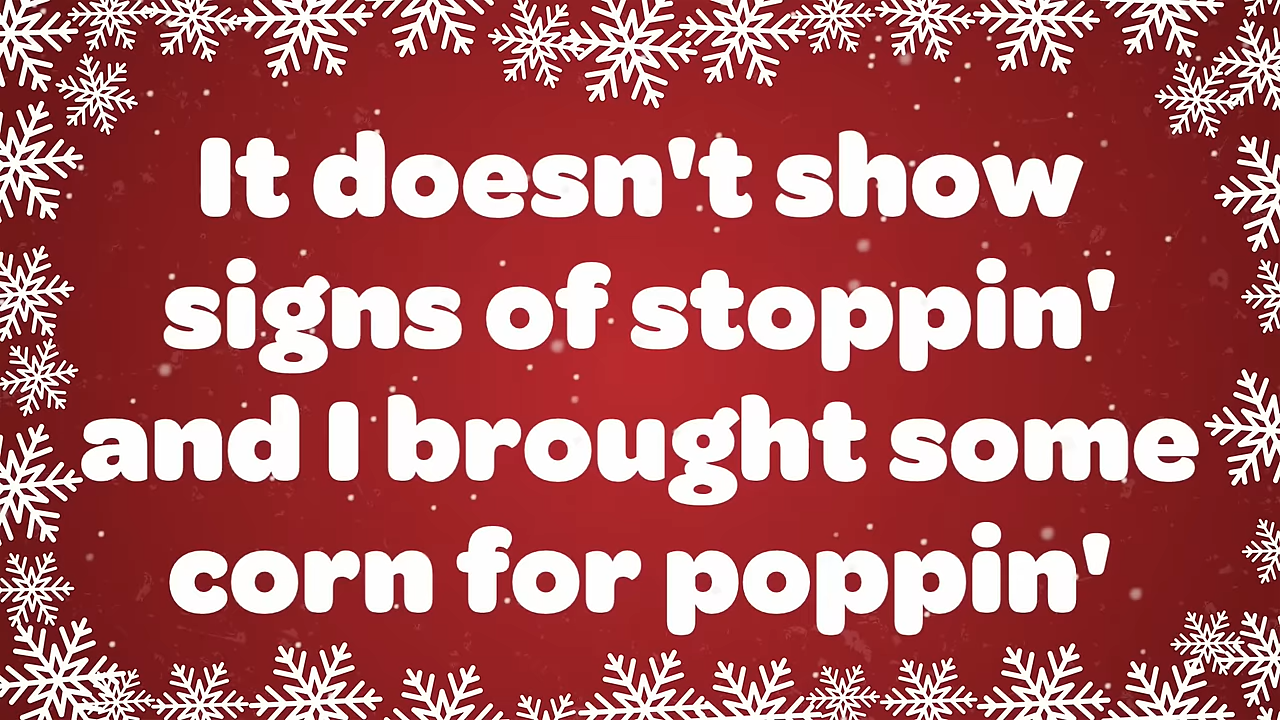 It doesn't show
signs of stoppin'
and I brought some
corn for poppin'